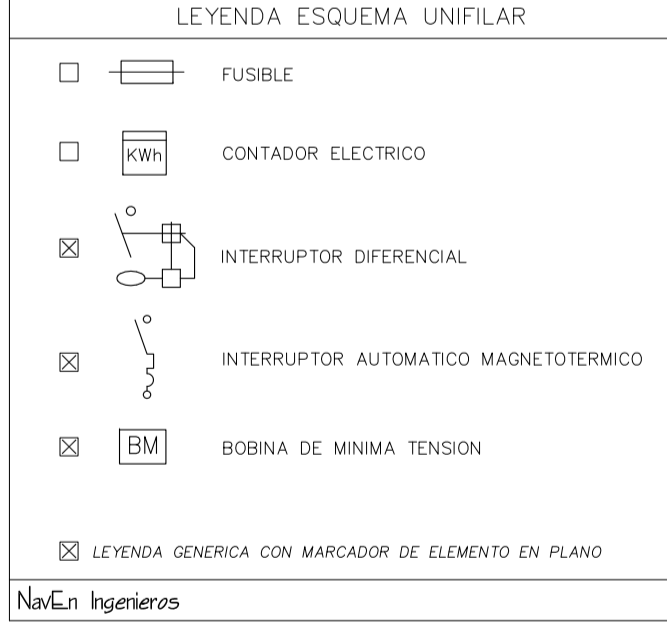 LEYENDA ESQUEMA UNIFILAR
FUSIBLE
KWh CONTADOR ELECTRICO
INTERRUPTOR DIFERENCIAL
INTERRUPTOR AUTOMATICO MAGNETOTERMICO
BM BOBINA DE MINIMA TENSION
LEYENDA GENERICA CON MARCADOR DE ELEMENTO EN PLANO
NavEn Ingenieros